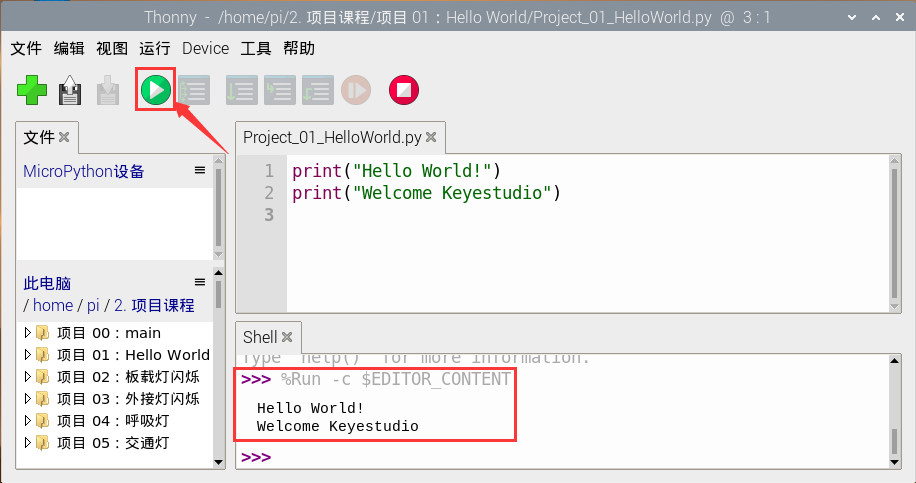 Thonny - /home/pi/2. 项目课程/项目 01：Hello World/Project_01_HelloWorld.py @ 3 : 1
文件 编辑 视图 运行 Device 工具 帮助
文件
MicroPython设备
此电脑
/ home / pi / 2. 项目课程
项目 00：main
项目 01：Hello World
项目 02：板载灯闪烁
项目 03：外接灯闪烁
项目 04：呼吸灯
项目 05：交通灯
Project_01_HelloWorld.py
1 print("Hello World!")
2 print("Welcome Keyestudio")
3
Shell
Type "help()" for more information.
>>> %Run -c $EDITOR_CONTENT
Hello World!
Welcome Keyestudio
>>>